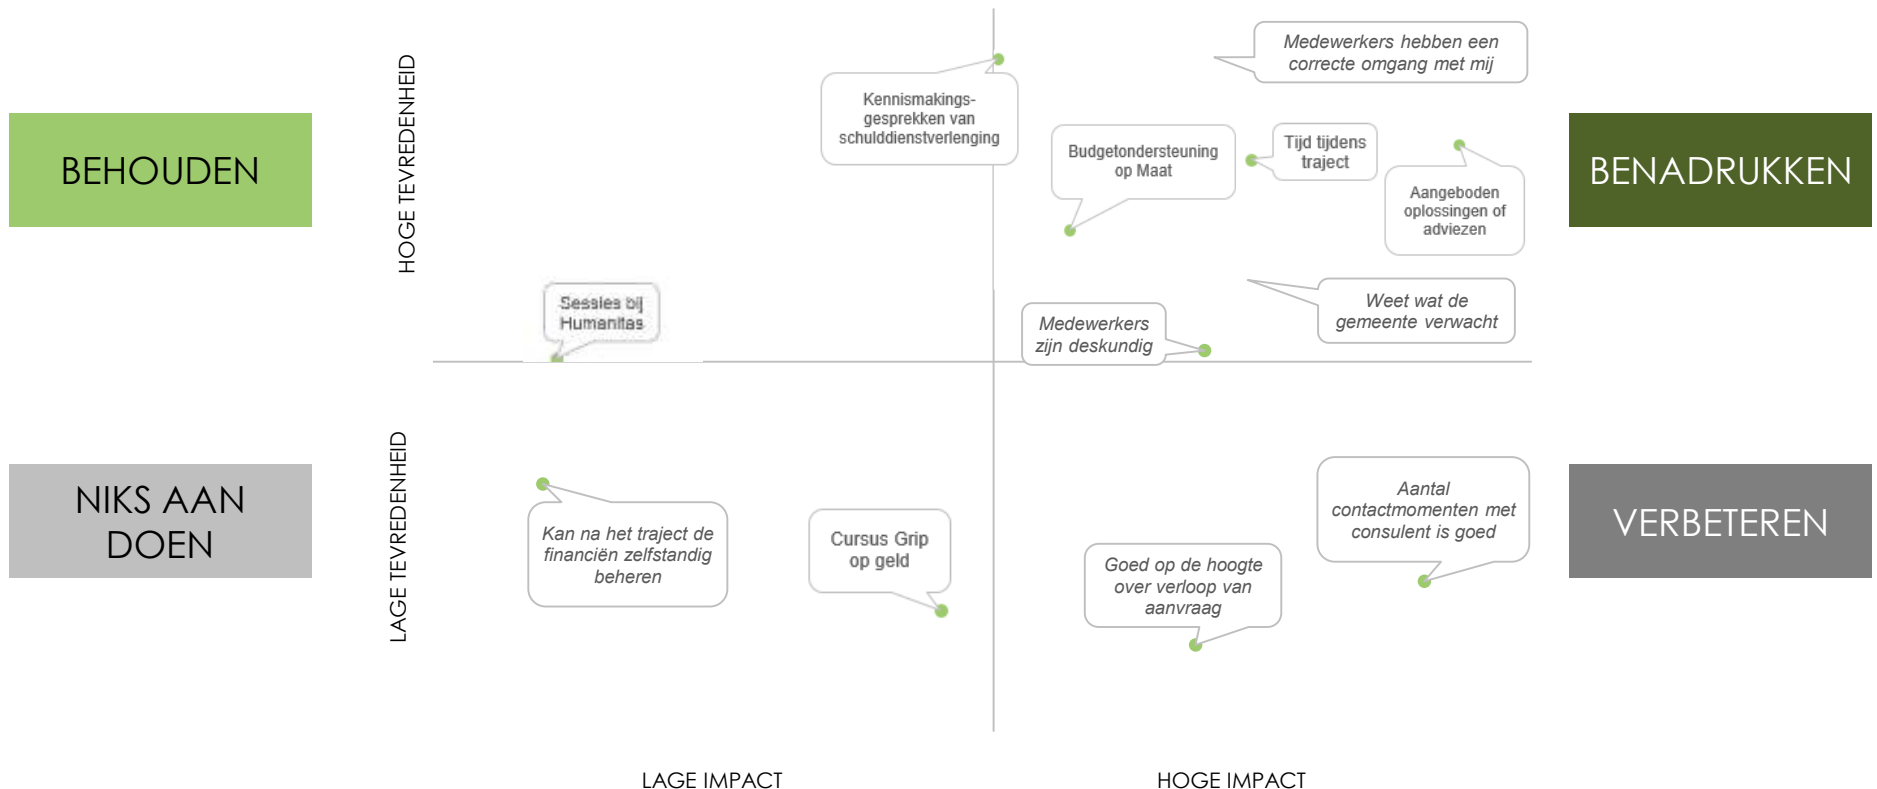 Medewerkers hebben een
correcte omgang met mij
HOGE TEVREDENHEID
Kennismakings-
gesprekken van
schulddienstverlenging
BEHOUDEN
Budgetondersteuning
op Maat
Tijd tijdens
traject
Aangeboden
oplossingen of
adviezen
BENADRUKKEN
Sessies bij
Humanitas
Medewerkers
zijn deskundig
Weet wat de
gemeente verwacht
NIKS AAN
DOEN
LAGE TEVREDENHEID
Kan na het traject de
financiën zelfstandig
beheren
Cursus Grip
op geld
Goed op de hoogte
over verloop van
aanvraag
Aantal
contactmomenten met
consulent is goed
VERBETEREN
LAGE IMPACT
HOGE IMPACT